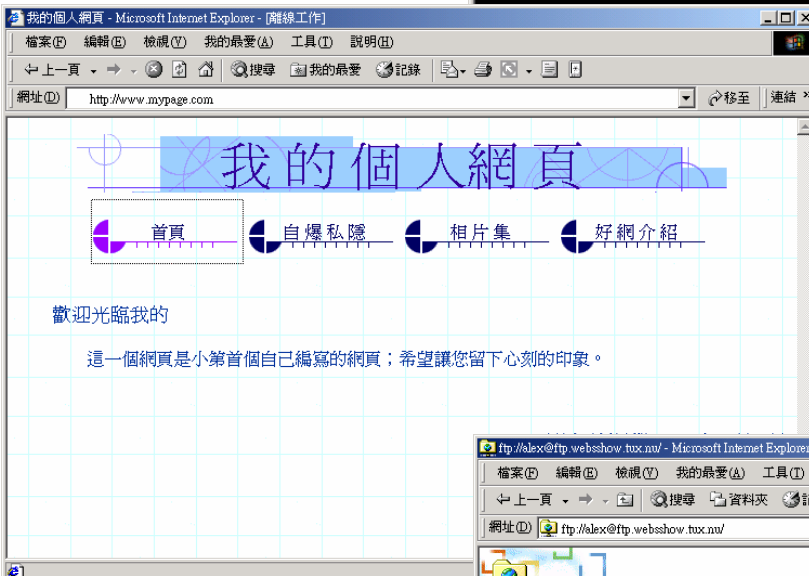 我的個人網頁 - Microsoft Internet Explorer - [離線工作]
檔案(F) 編輯(E) 檢視(V) 我的最愛(A) 工具(T) 說明(H)
上一頁 搜尋 我的最愛 記錄
網址(D) http://www.mypage.com 移至 連結 »
我的個人網頁
首頁 自爆私隱 相片集 好網介紹
歡迎光臨我的
這一個網頁是小第首個自己編寫的網頁；希望讓您留下心刻的印象。
ftp://alex@ftp.websshow.tux.nu/ - Microsoft Internet Explorer
檔案(F) 編輯(E) 檢視(V) 我的最愛(A) 工具(T)
上一頁 搜尋 資料夾
網址(D) ftp://alex@ftp.websshow.tux.nu/